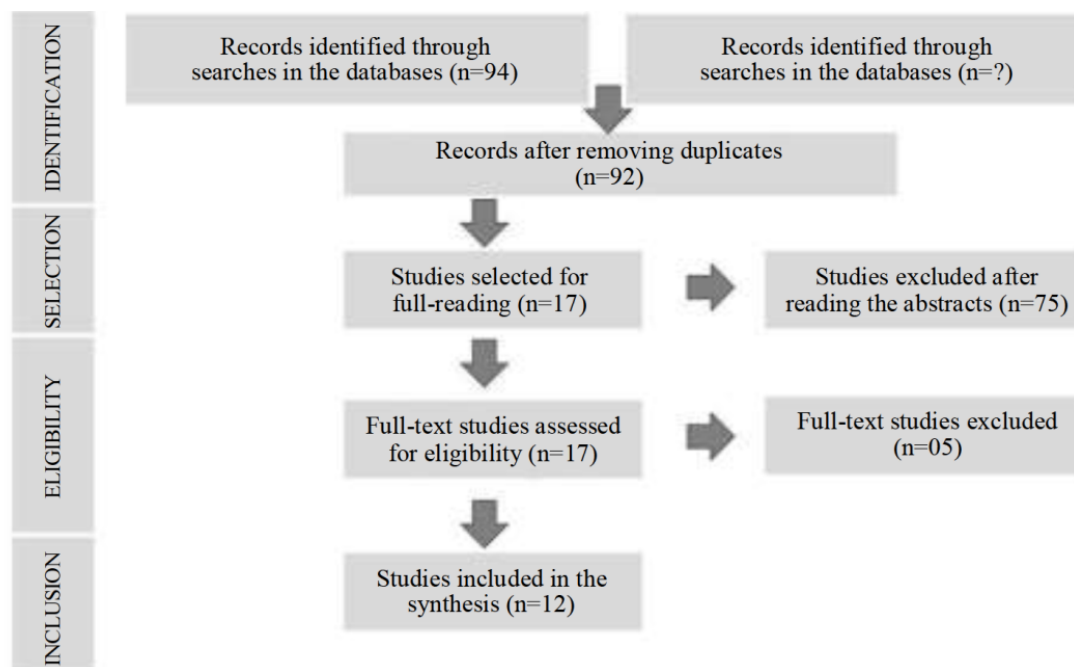 IDENTIFICATION
Records identified through
searches in the databases (n=94)
Records identified through
searches in the databases (n=?)
Records after removing duplicates
(n=92)
SELECTION
Studies selected for
full-reading (n=17)
Studies excluded after
reading the abstracts (n=75)
ELIGIBILITY
Full-text studies assessed
for eligibility (n=17)
Full-text studies excluded
(n=05)
INCLUSION
Studies included in the
synthesis (n=12)